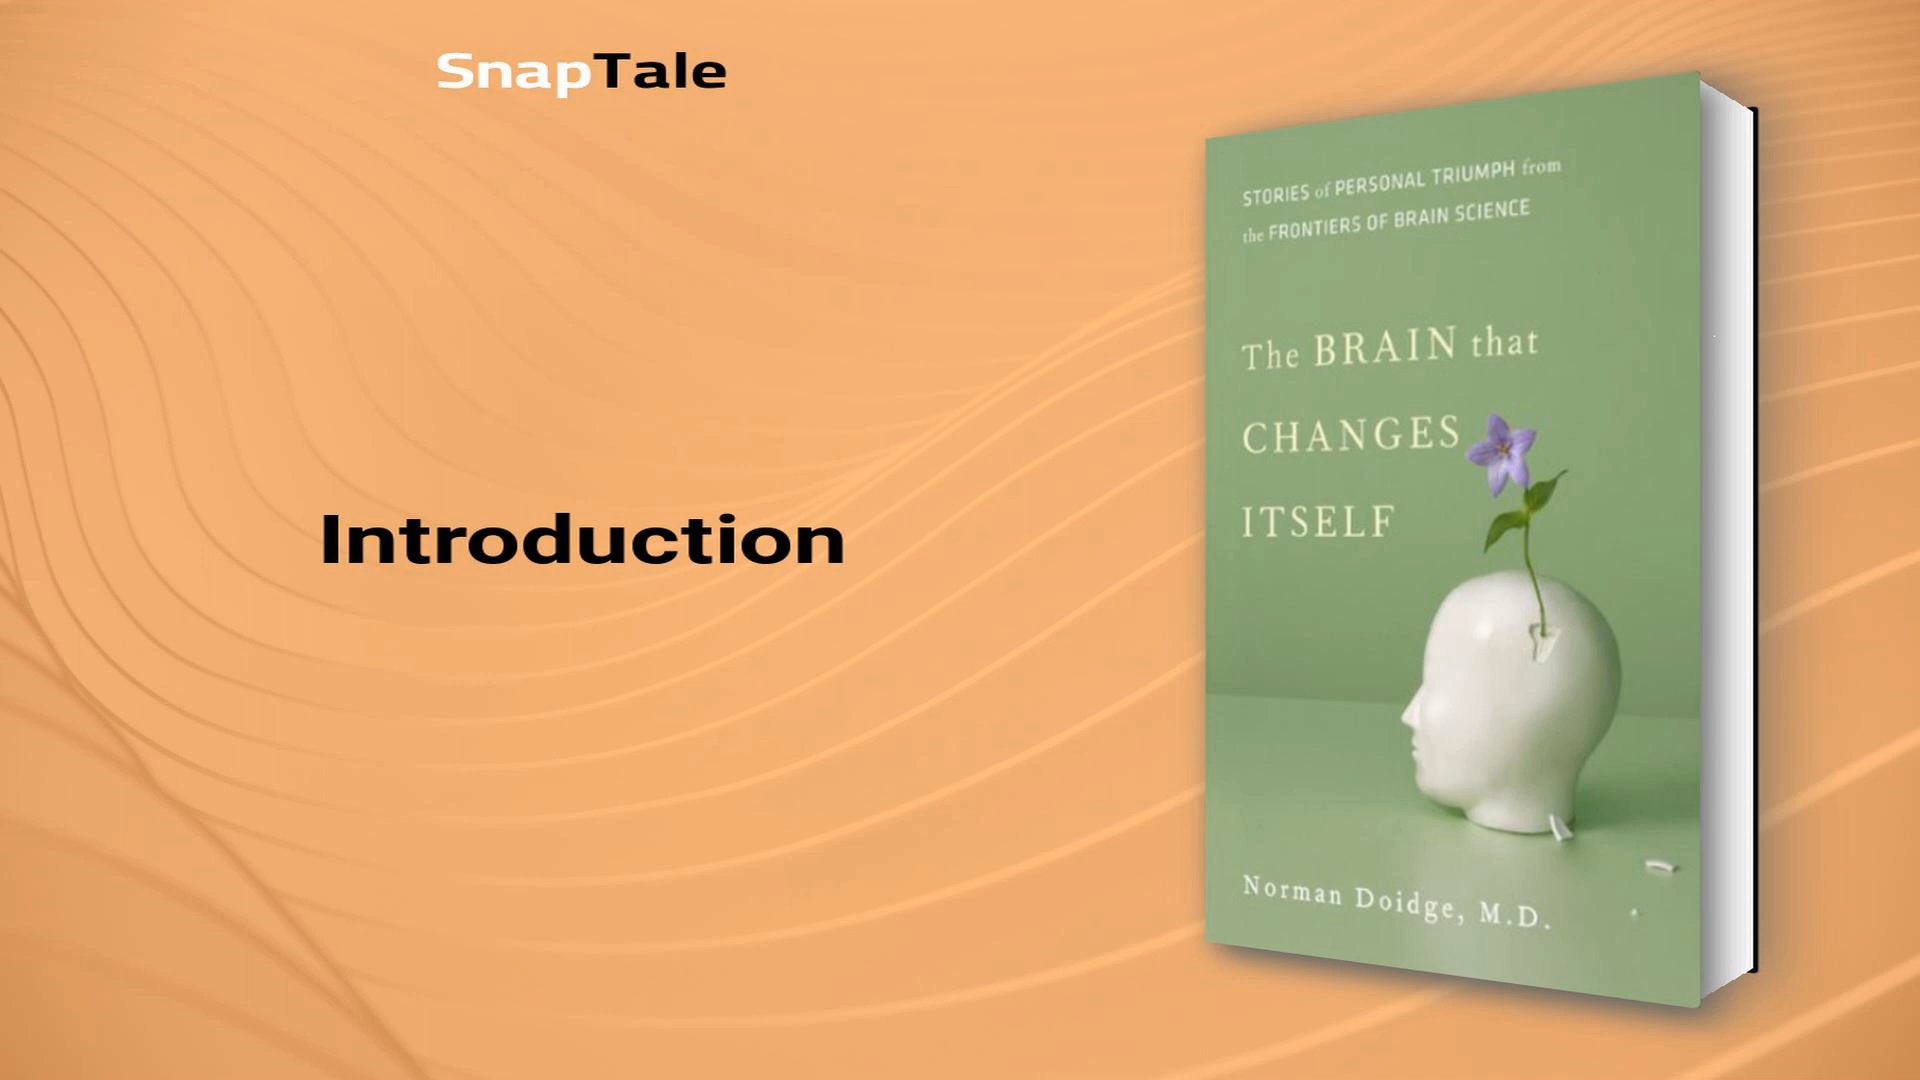 SnapTale
Introduction
STORIES of PERSONAL TRIUMPH from
the FRONTIERS OF BRAIN SCIENCE
The BRAIN that
CHANGES
ITSELF
Norman Doidge, M.D.